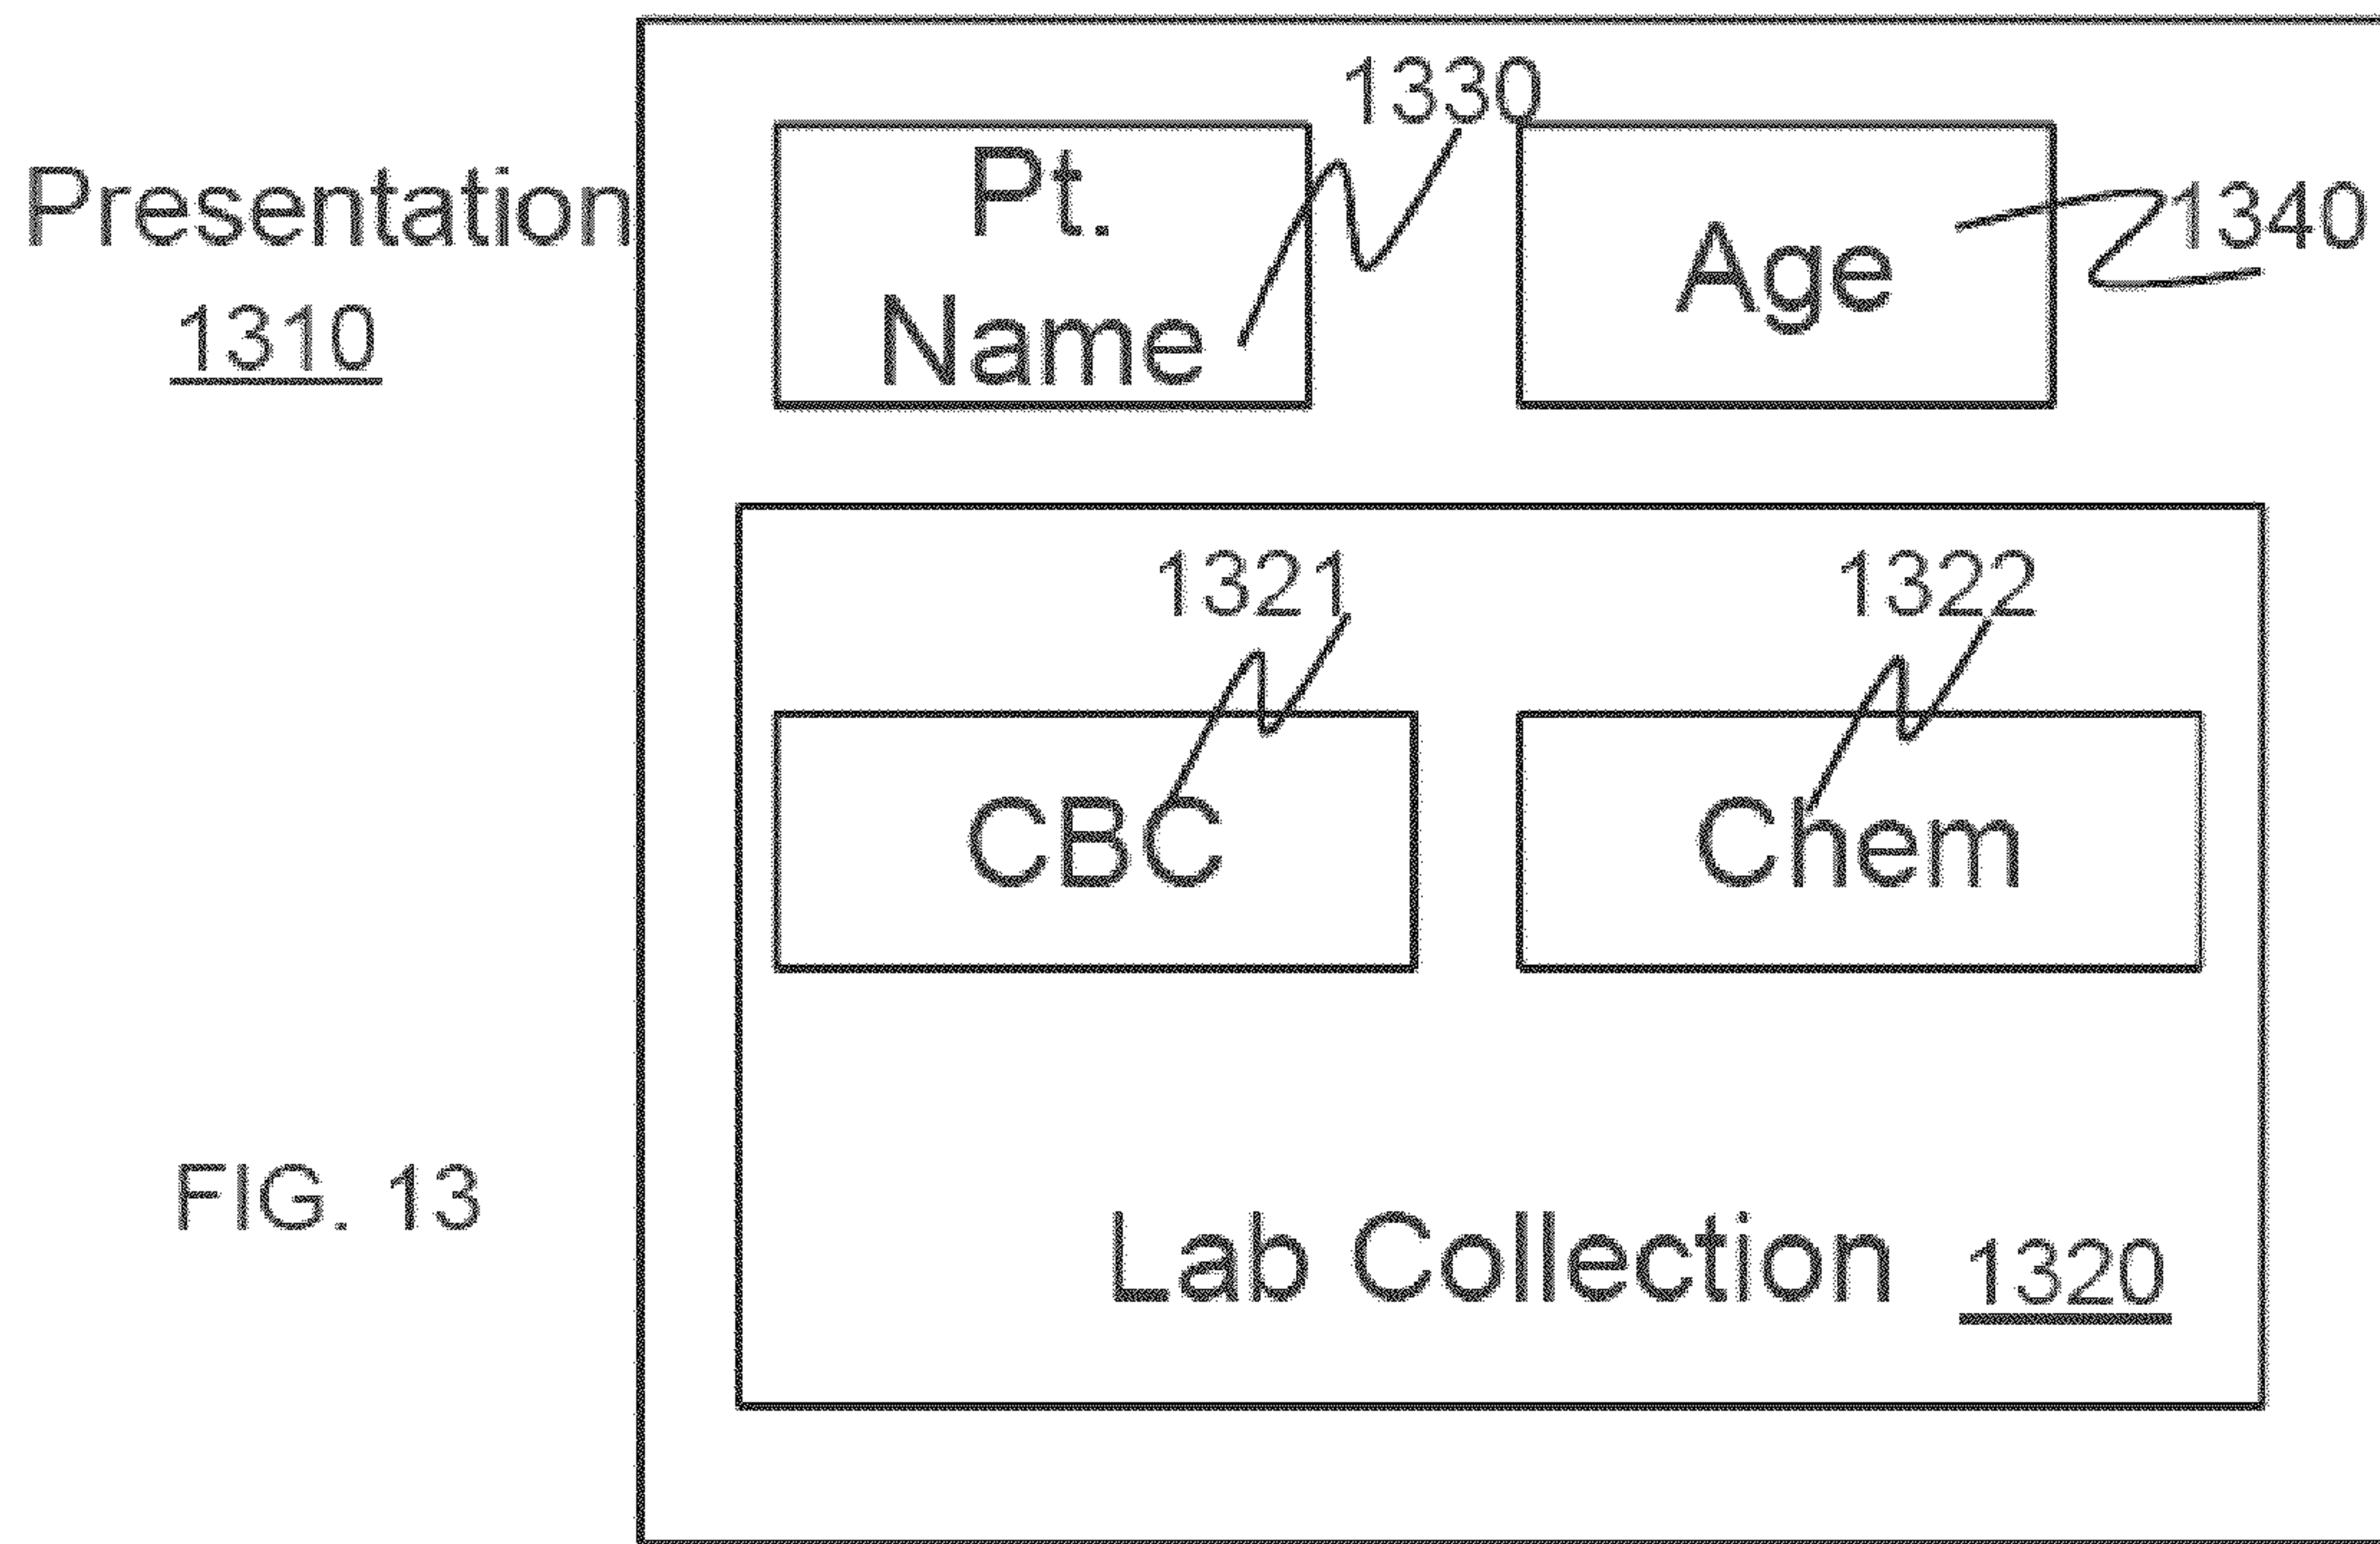 Presentation
1310
1330
Pt.
Name
Age
1340
1321
1322
CBC
Chem
Lab Collection 1320
FIG. 13